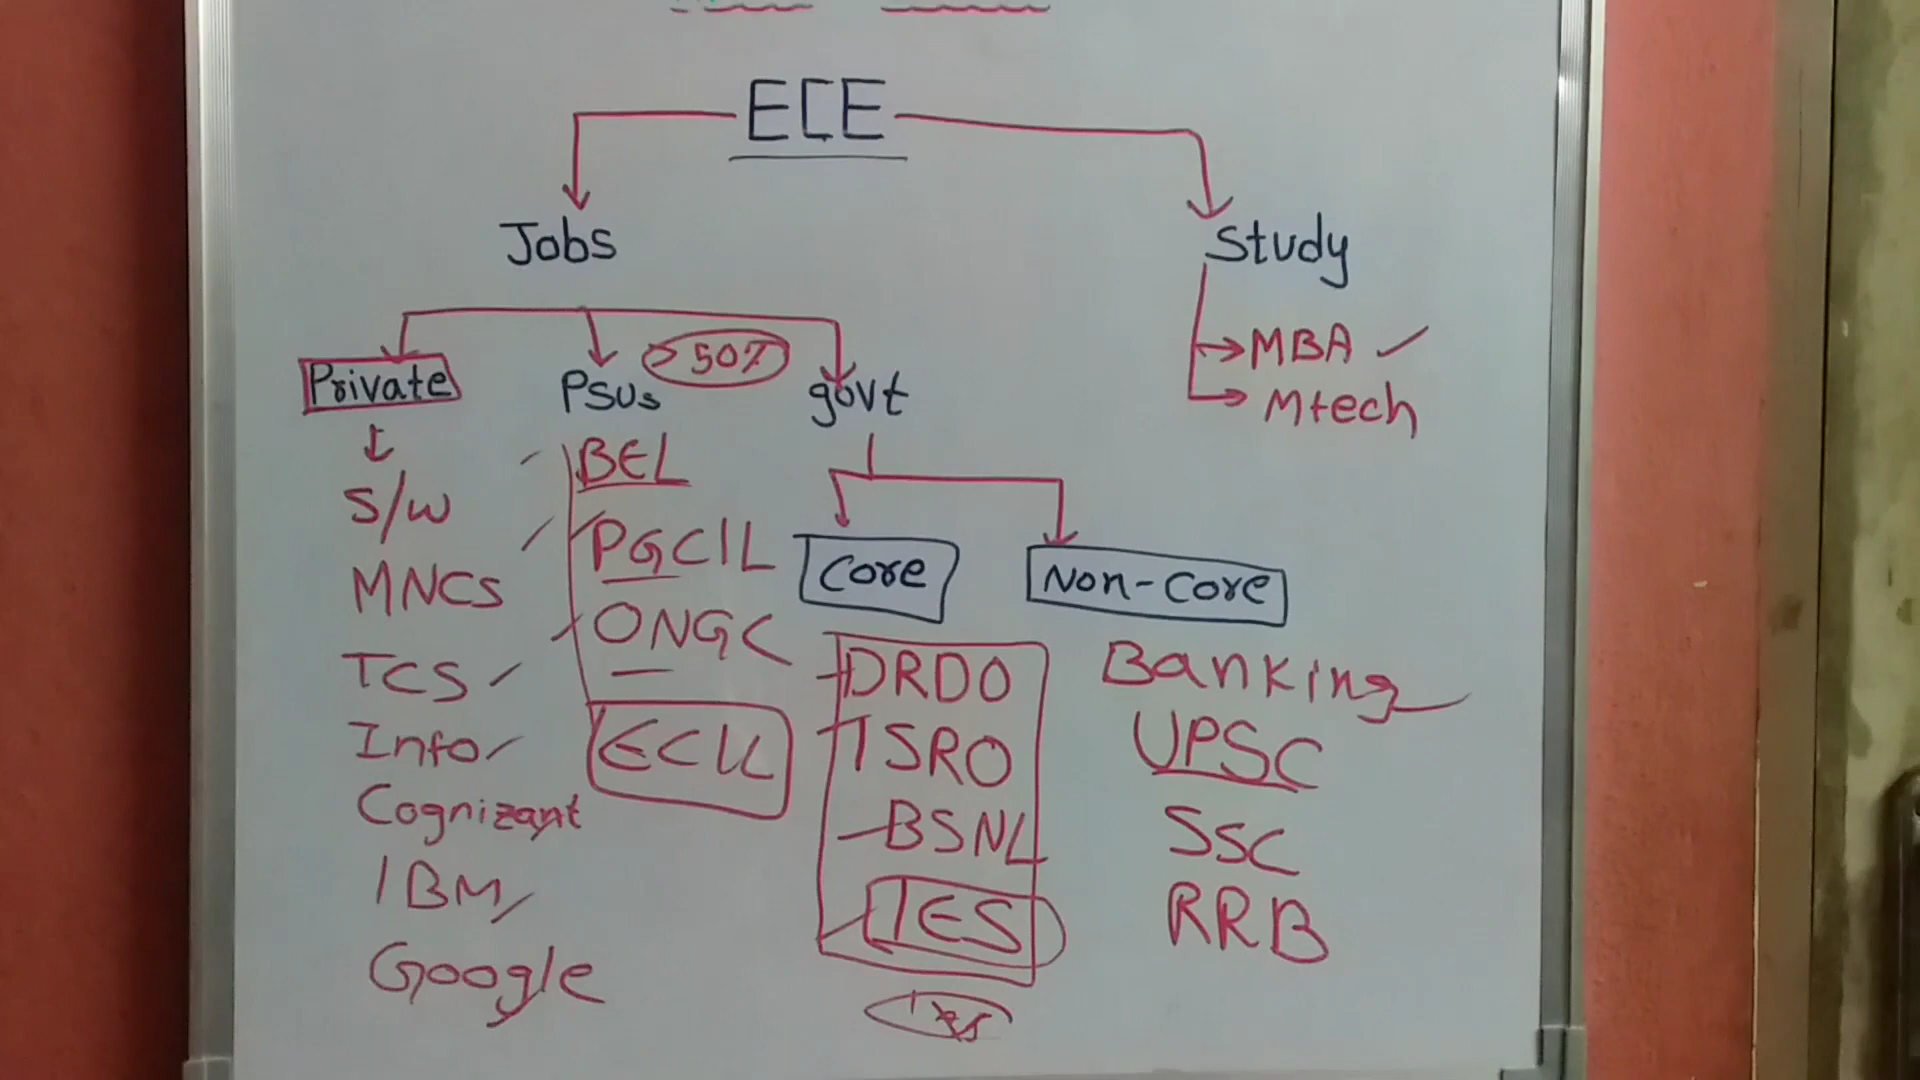 ECE
Jobs
Study
MBA
Mtech
Private
PSUs
> 50%
govt
S/W
MNCS
TCS
Info
Cognizant
IBM
Google
BEL
PGCIL
ONGC
ECIL
Core
Non-Core
DRDO
ISRO
BSNL
IES
Banking
UPSC
SSC
RRB